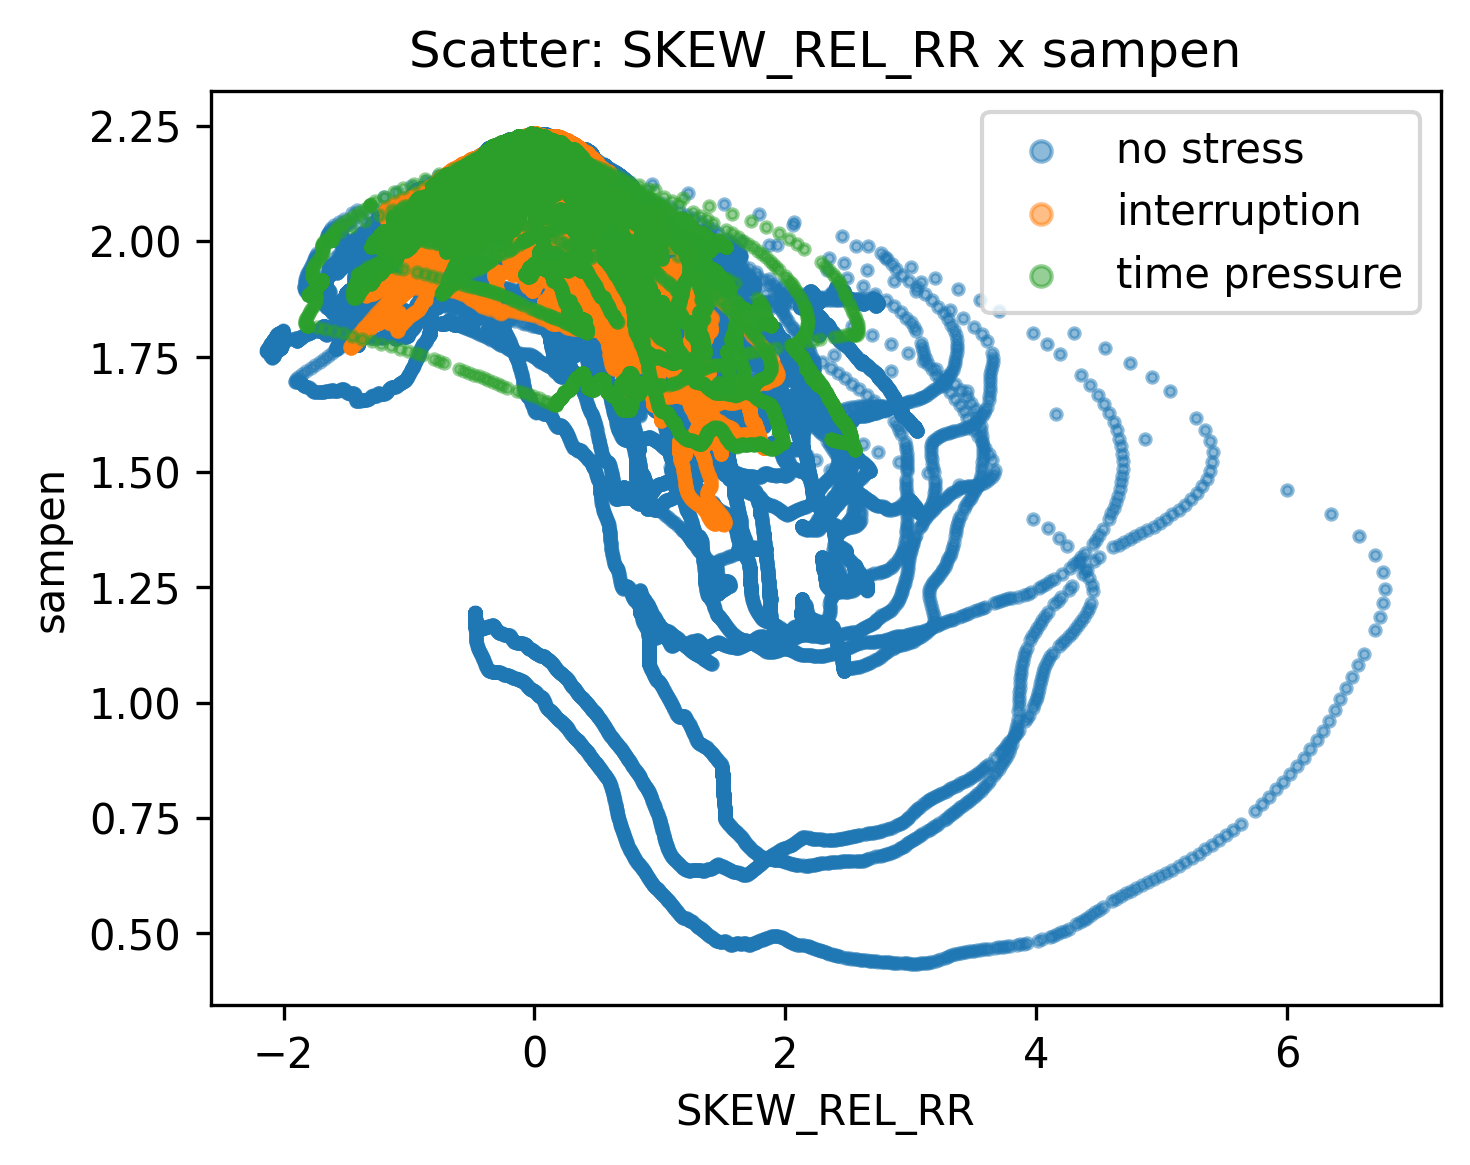 Scatter: SKEW_REL_RR x sampen
no stress
interruption
time pressure
2.25
2.00
1.75
1.50
1.25
1.00
0.75
0.50
sampen
−2 0 2 4 6
SKEW_REL_RR